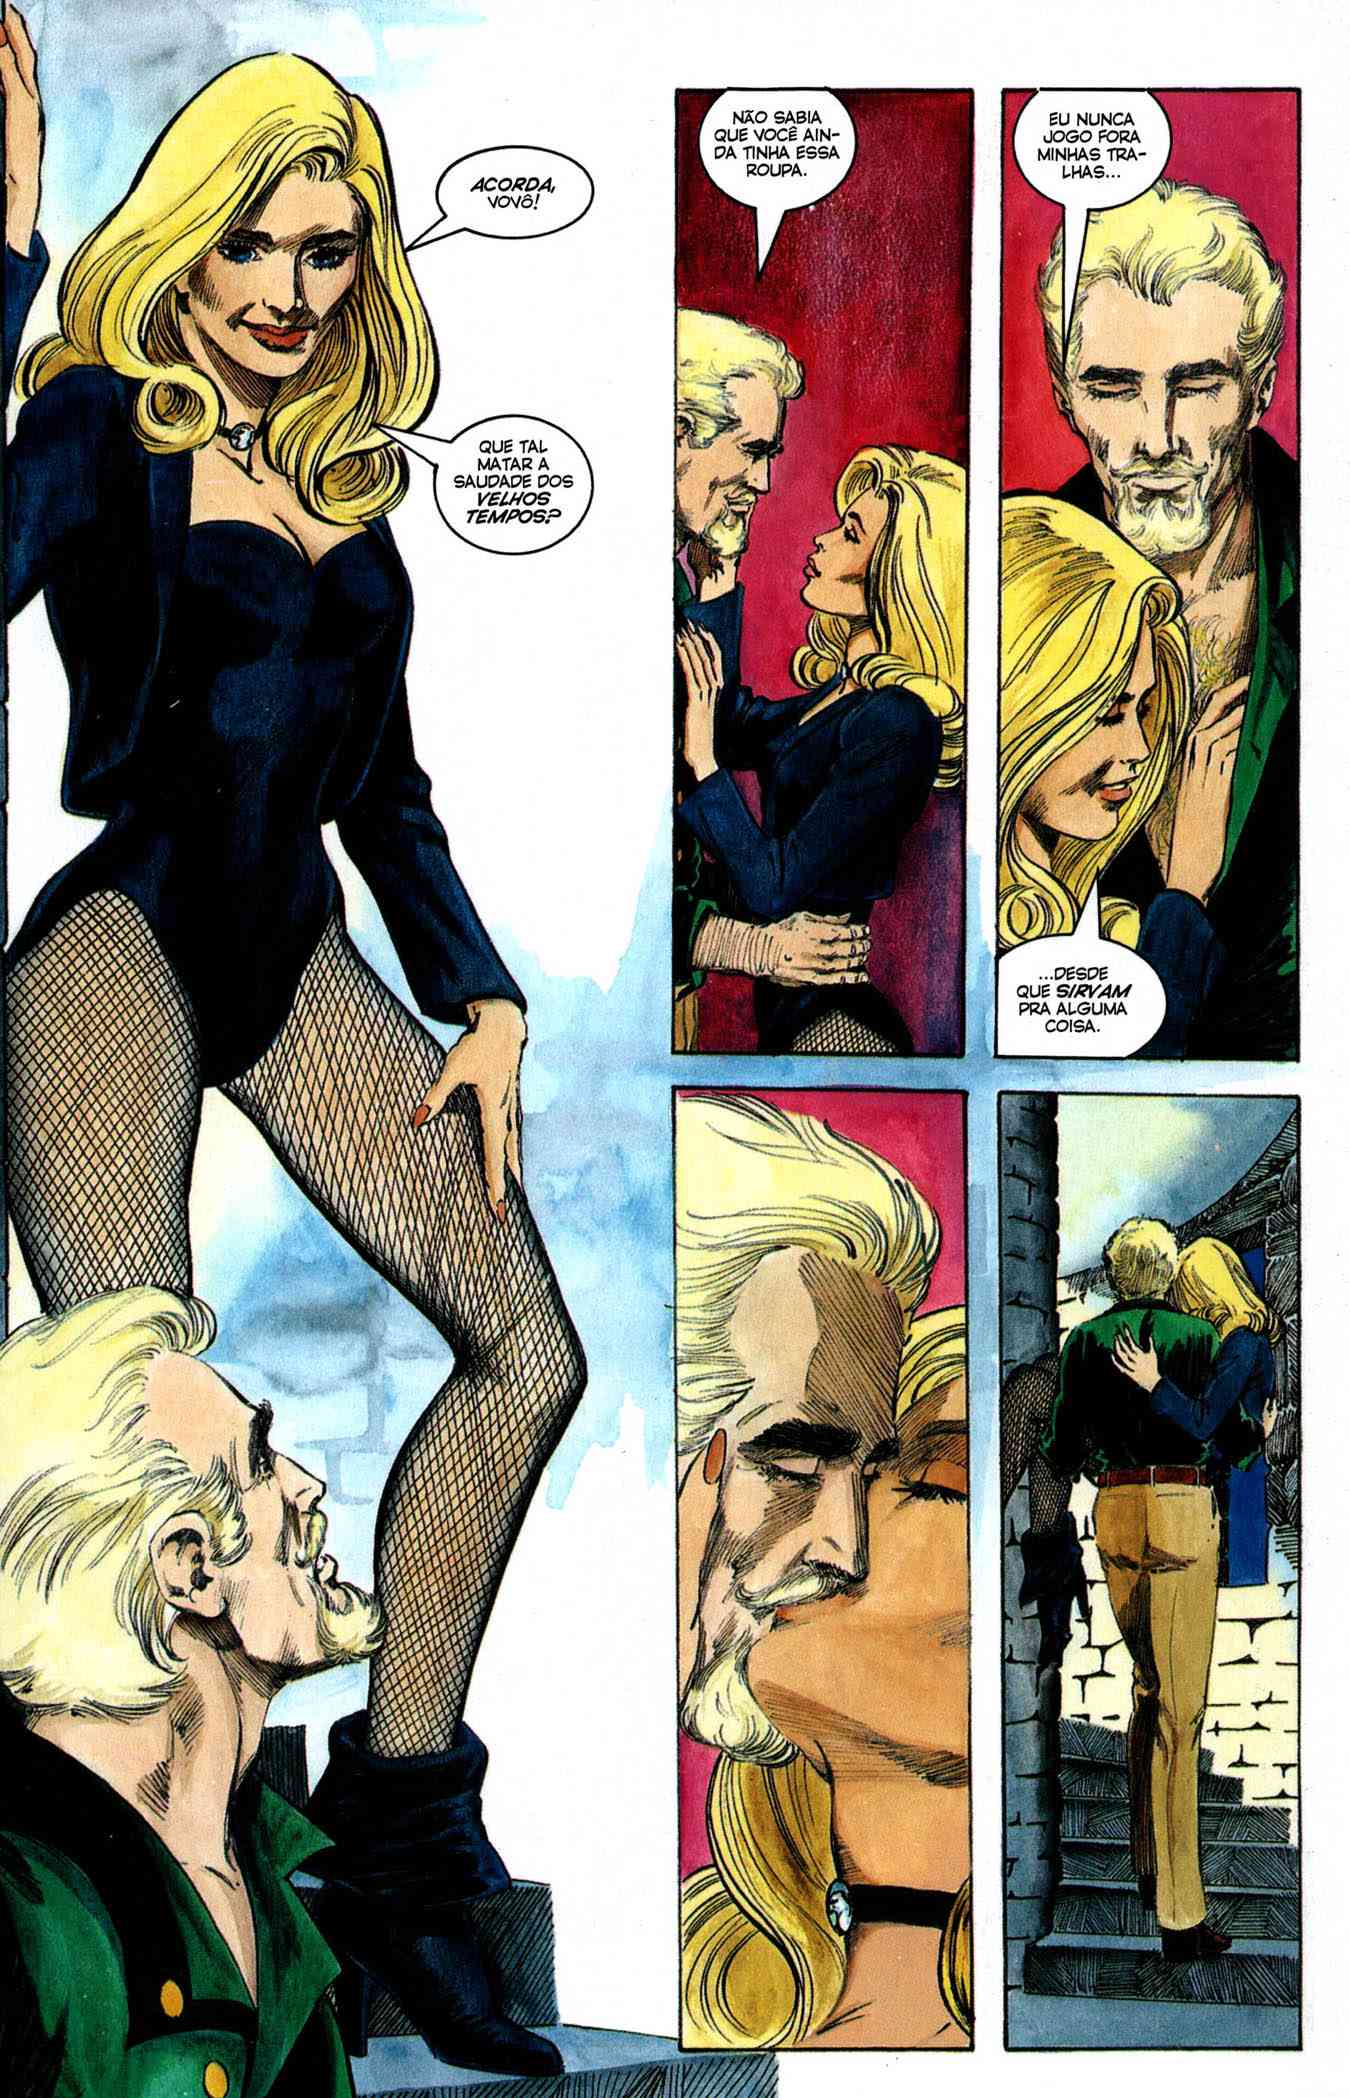 ACORDA,
VOVÔ!
QUE TAL
MATAR A
SAUDADE DOS
VELHOS
TEMPOS?
NÃO SABIA
QUE VOCÊ AIN-
DA TINHA ESSA
ROUPA.
EU NUNCA
JOGO FORA
MINHAS TRA-
LHAS...
...DESDE
QUE SIRVAM
PRA ALGUMA
COISA.